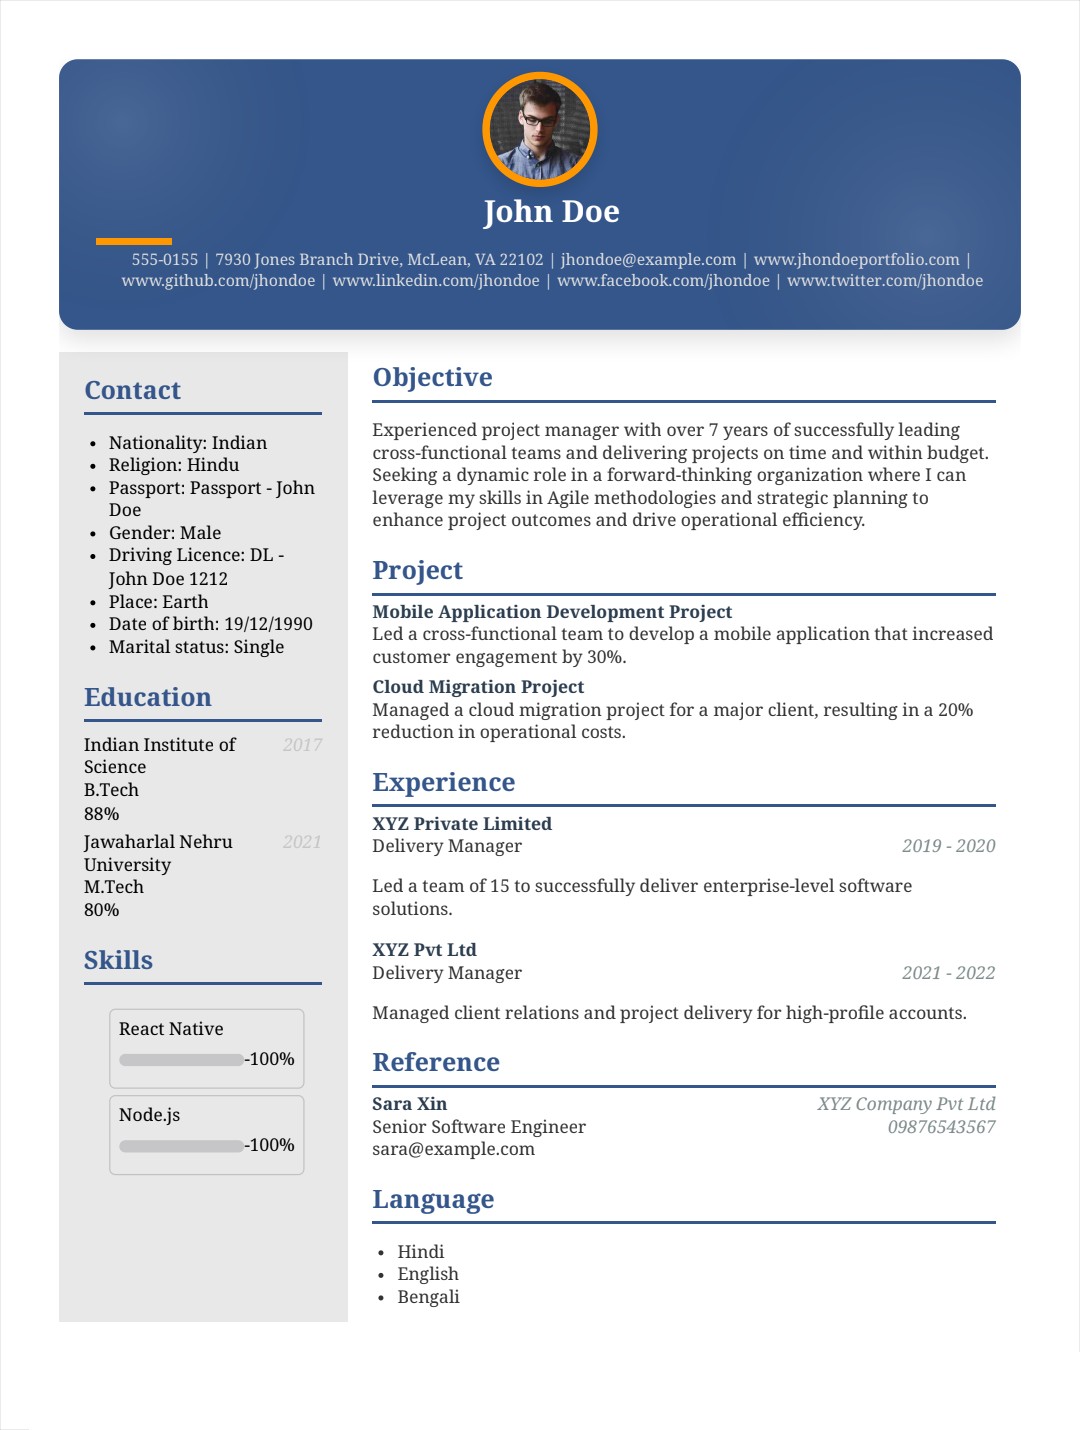 John Doe
555-0155 | 7930 Jones Branch Drive, McLean, VA 22102 | jhondoe@example.com | www.jhondoeportfolio.com |
www.github.com/jhondoe | www.linkedin.com/jhondoe | www.facebook.com/jhondoe | www.twitter.com/jhondoe
Contact
• Nationality: Indian
• Religion: Hindu
• Passport: Passport - John
Doe
• Gender: Male
• Driving Licence: DL -
John Doe 1212
• Place: Earth
• Date of birth: 19/12/1990
• Marital status: Single
Education
Indian Institute of 2017
Science
B.Tech
88%
Jawaharlal Nehru 2021
University
M.Tech
80%
Skills
React Native
-100%
Node.js
-100%
Objective
Experienced project manager with over 7 years of successfully leading
cross-functional teams and delivering projects on time and within budget.
Seeking a dynamic role in a forward-thinking organization where I can
leverage my skills in Agile methodologies and strategic planning to
enhance project outcomes and drive operational efficiency.
Project
Mobile Application Development Project
Led a cross-functional team to develop a mobile application that increased
customer engagement by 30%.
Cloud Migration Project
Managed a cloud migration project for a major client, resulting in a 20%
reduction in operational costs.
Experience
XYZ Private Limited
Delivery Manager 2019 - 2020
Led a team of 15 to successfully deliver enterprise-level software
solutions.
XYZ Pvt Ltd
Delivery Manager 2021 - 2022
Managed client relations and project delivery for high-profile accounts.
Reference
Sara Xin XYZ Company Pvt Ltd
Senior Software Engineer 09876543567
sara@example.com
Language
• Hindi
• English
• Bengali